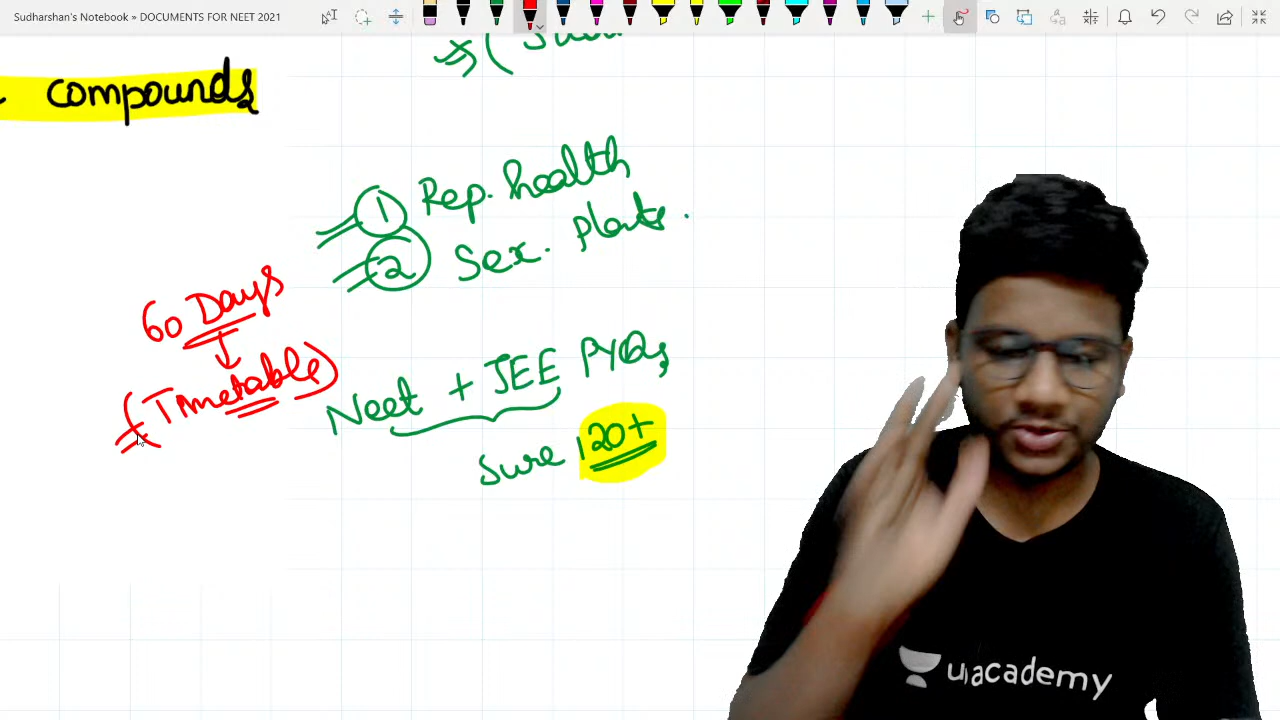 Sudharshan's Notebook » DOCUMENTS FOR NEET 2021
compounds
1 Rep. health
2 Sex. plants.
60 Days
(Timetable)
Neet + JEE PYQs
Sure 120+
unacademy